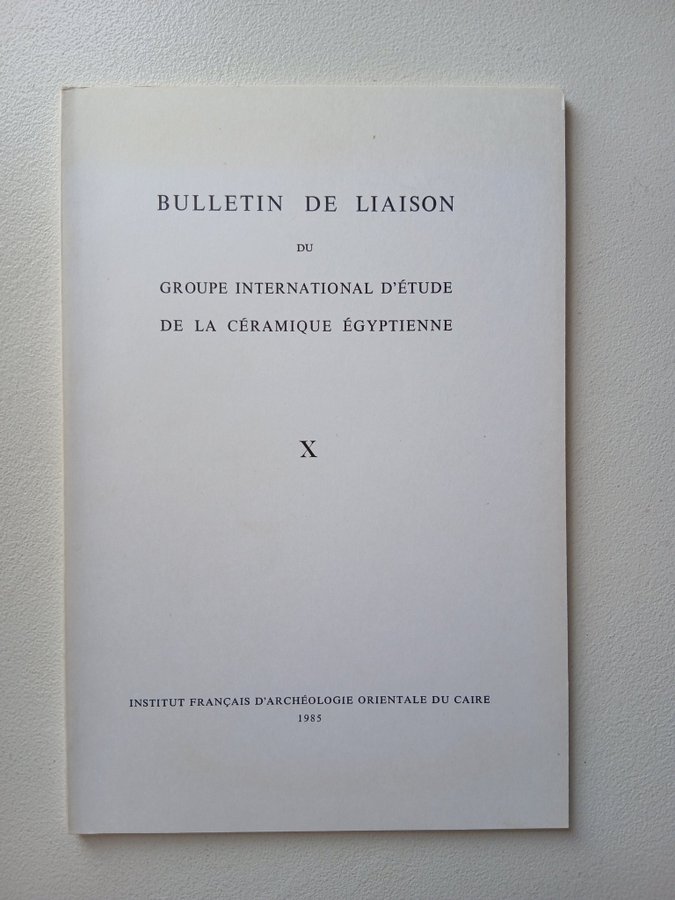 BULLETIN DE LIAISON
DU
GROUPE INTERNATIONAL D'ÉTUDE
DE LA CÉRAMIQUE ÉGYPTIENNE
X
INSTITUT FRANÇAIS D'ARCHÉOLOGIE ORIENTALE DU CAIRE
1985